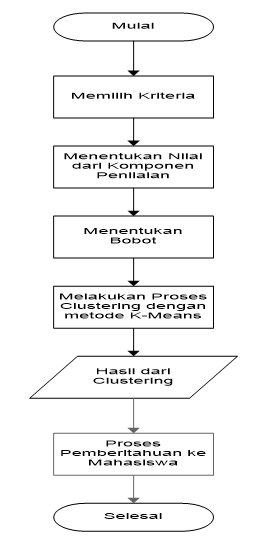 Mulai
Memilih Kriteria
Menentukan Nilai
dari Komponen
Penilaian
Menentukan
Bobot
Melakukan Proses
Clustering dengan
metode K-Means
Hasil dari
Clustering
Proses
Pemberitahuan ke
Mahasiswa
Selesai